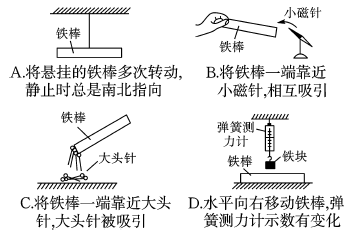 铁棒
小磁针
铁棒
A.将悬挂的铁棒多次转动,
静止时总是南北指向
B.将铁棒一端靠近
小磁针,相互吸引
铁棒
大头针
C.将铁棒一端靠近大头
针,大头针被吸引
弹簧测
力计
铁棒
铁块
D.水平向右移动铁棒,弹
簧测力计示数有变化